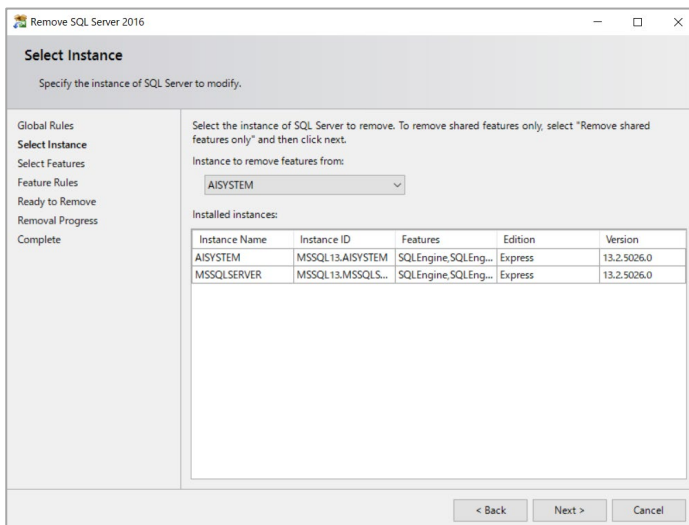 Remove SQL Server 2016
Select Instance
Specify the instance of SQL Server to modify.
Global Rules
Select Instance
Select Features
Feature Rules
Ready to Remove
Removal Progress
Complete
Select the instance of SQL Server to remove. To remove shared features only, select "Remove shared
features only" and then click next.
Instance to remove features from:
AISYSTEM
Installed instances:
Instance Name Instance ID Features Edition Version
AISYSTEM MSSQL13.AISYSTEM SQLEngine,SQLEng... Express 13.2.5026.0
MSSQLSERVER MSSQL13.MSSQLS... SQLEngine,SQLEng... Express 13.2.5026.0
< Back Next > Cancel